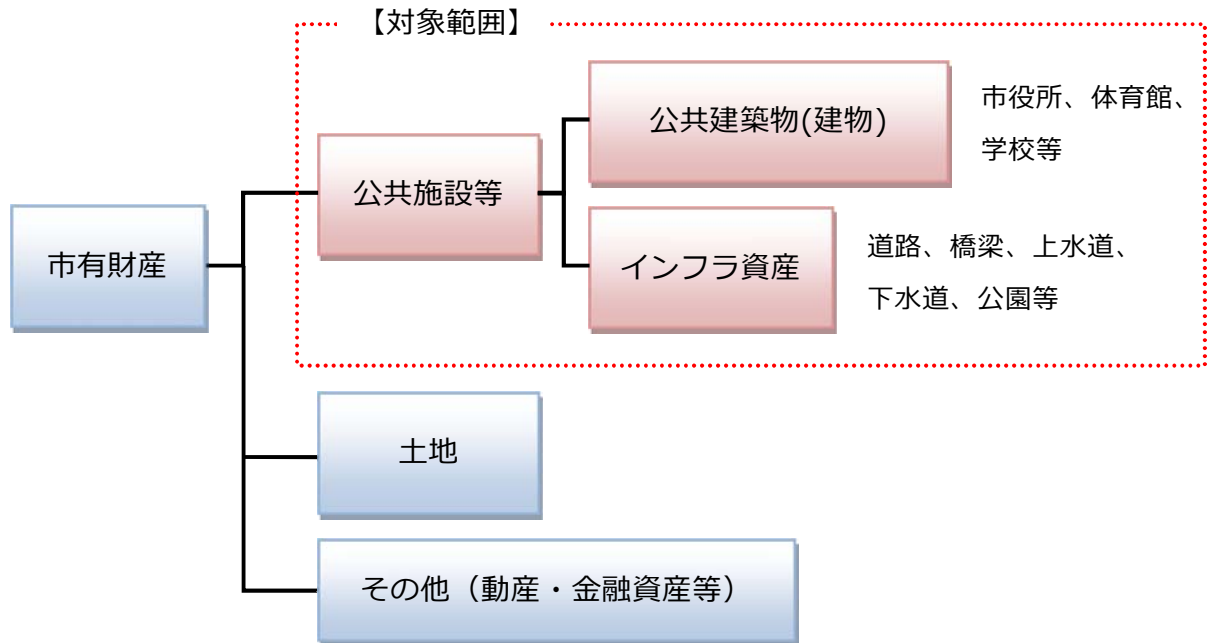 【対象範囲】
公共建築物(建物)
市役所、体育館、
学校等
公共施設等
市有財産
インフラ資産
道路、橋梁、上水道、
下水道、公園等
土地
その他（動産・金融資産等）